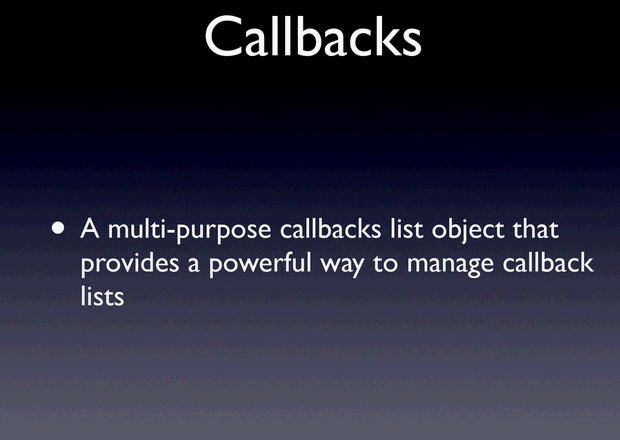 Callbacks
• A multi-purpose callbacks list object that
provides a powerful way to manage callback
lists